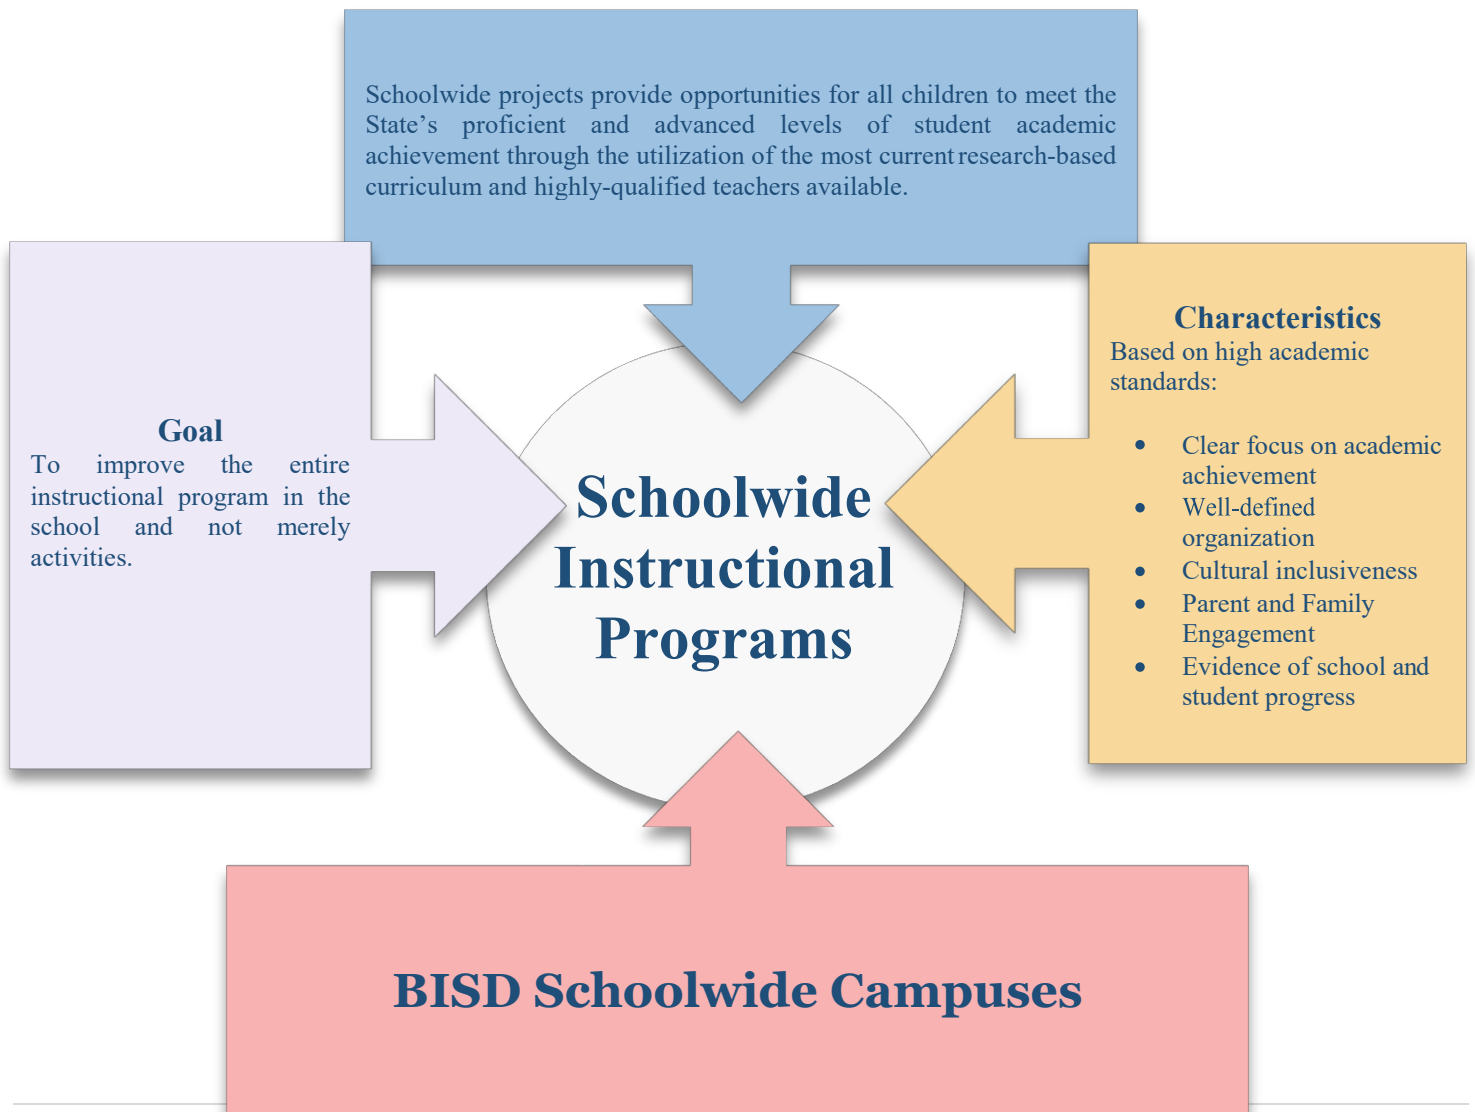 Schoolwide projects provide opportunities for all children to meet the
State’s proficient and advanced levels of student academic
achievement through the utilization of the most current research-based
curriculum and highly-qualified teachers available.
Goal
To improve the entire
instructional program in the
school and not merely
activities.
Schoolwide
Instructional
Programs
Characteristics
Based on high academic
standards:
• Clear focus on academic
achievement
• Well-defined
organization
• Cultural inclusiveness
• Parent and Family
Engagement
• Evidence of school and
student progress
BISD Schoolwide Campuses